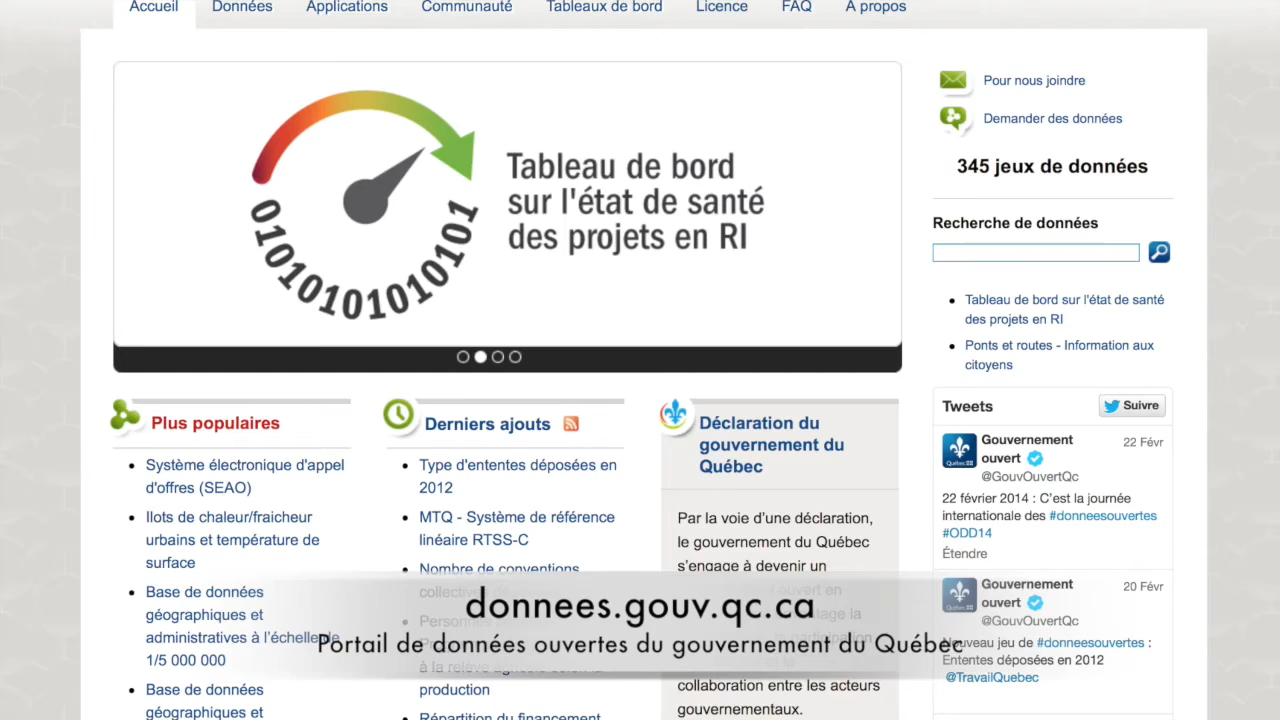 Accueil Données Applications Communauté Tableaux de bord Licence FAQ À propos
Tableau de bord
sur l'état de santé
des projets en RI
010101010101
Pour nous joindre
Demander des données
345 jeux de données
Recherche de données
Tableau de bord sur l'état de santé
des projets en RI
Ponts et routes - Information aux
citoyens
Plus populaires
Système électronique d'appel
d'offres (SEAO)
Ilots de chaleur/fraicheur
urbains et température de
surface
Base de données
géographiques et
administratives à l'échelle de
1/5 000 000
Base de données
géographiques et
Derniers ajouts
Type d'ententes déposées en
2012
MTQ - Système de référence
linéaire RTSS-C
Nombre de conventions
production
Répartition du financement
Déclaration du
gouvernement du
Québec
Par la voie d'une déclaration,
le gouvernement du Québec
s'engage à devenir un
collaboration entre les acteurs
gouvernementaux.
Tweets
Suivre
Gouvernement
ouvert
22 Févr
@GouvOuvertQc
22 février 2014 : C'est la journée
internationale des #donneesouvertes
#ODD14
Étendre
Gouvernement
ouvert
20 Févr
@GouvOuvertQc
Nouveau jeu de #donneesouvertes :
Ententes déposées en 2012
@TravailQuebec
donnees.gouv.qc.ca
Portail de données ouvertes du gouvernement du Québec